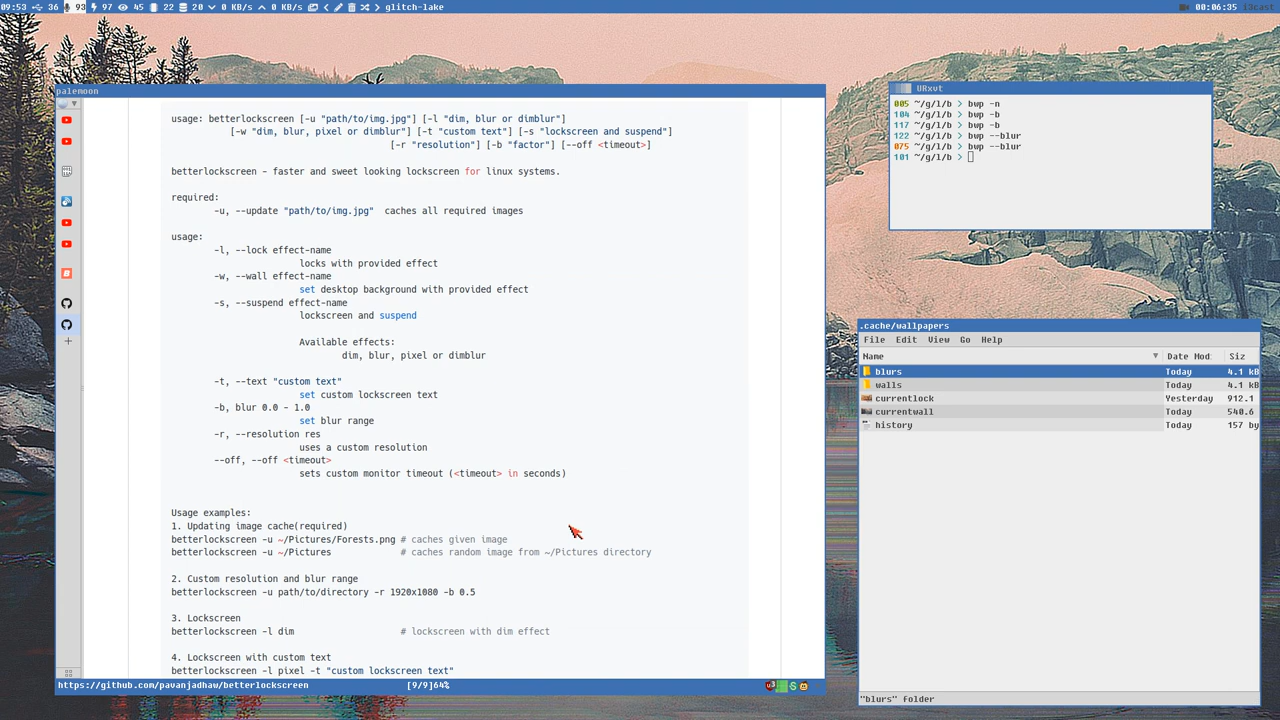 09:53 36 93 97 45 22 20 0 KB/s 0 KB/s glitch-lake 00:06:35 i3cast
palemoon
usage: betterlockscreen [-u "path/to/img.jpg"] [-l "dim, blur or dimblur"]
[-w "dim, blur, pixel or dimblur"] [-t "custom text"] [-s "lockscreen and suspend"]
[-r "resolution"] [-b "factor"] [--off <timeout>]
betterlockscreen - faster and sweet looking lockscreen for linux systems.
required:
-u, --update "path/to/img.jpg"  caches all required images
usage:
-l, --lock effect-name
locks with provided effect
-w, --wall effect-name
set desktop background with provided effect
-s, --suspend effect-name
lockscreen and suspend
Available effects:
dim, blur, pixel or dimblur
-t, --text "custom text"
set custom lockscreen text
-b, blur 0.0 - 1.0
set blur range
-r, --resolution res
uses a custom resolution
--off, --off <timeout>
sets custom monitor timeout (<timeout> in seconds)
Usage examples:
1. Updating image cache(required)
betterlockscreen -u ~/Pictures/Forests.png # caches given image
betterlockscreen -u ~/Pictures # caches random image from ~/Pictures directory
2. Custom resolution and blur range
betterlockscreen -u path/to/directory -r 1920x1080 -b 0.5
3. Lockscreen
betterlockscreen -l dim # lockscreen with dim effect
4. Lockscreen with custom text
betterlockscreen -l pixel -t "custom lockscreen text"
https://github.com/pavanjadhaw/betterlockscreen [9/9]64%
URxvt
005 ~/g/l/b > bwp -n
104 ~/g/l/b > bwp -b
117 ~/g/l/b > bwp -b
122 ~/g/l/b > bwp --blur
075 ~/g/l/b > bwp --blur
101 ~/g/l/b >
.cache/wallpapers
File Edit View Go Help
Name Date Mod Siz
blurs Today 4.1 kB
walls Today 4.1 kB
currentlock Yesterday 912.1
currentwall Today 540.6
history Today 157 by
"blurs" folder